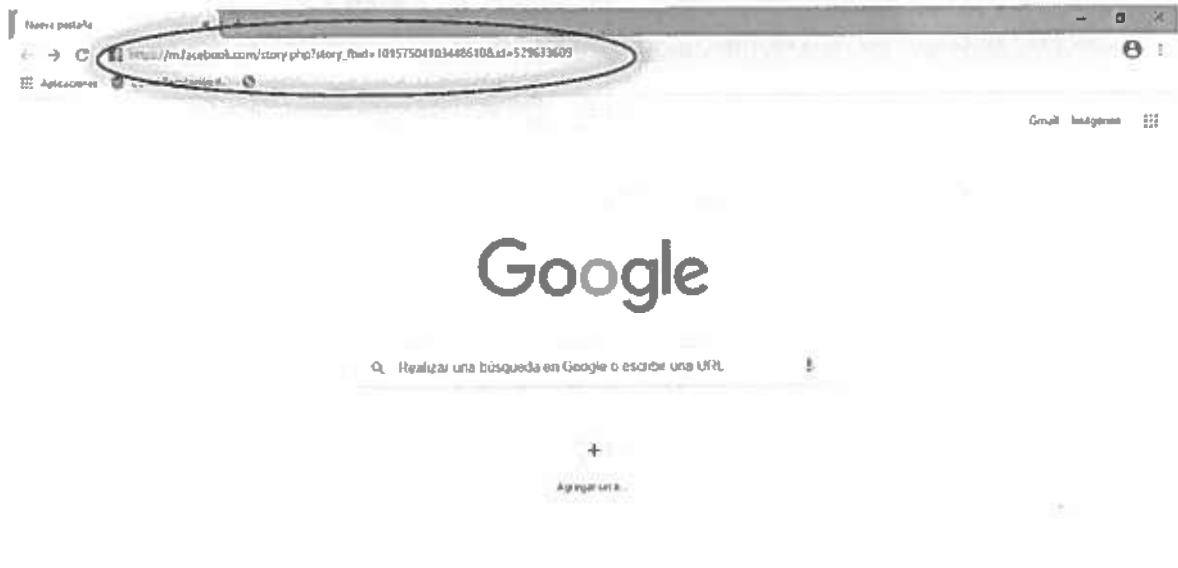 Nueva pestaña
/m.facebook.com/story.php?story_fbid=10157504103448610&id=529633609
Aplicaciones
Gmail Imágenes
Google
Realizar una búsqueda en Google o escribir una URL
Agregar un a...